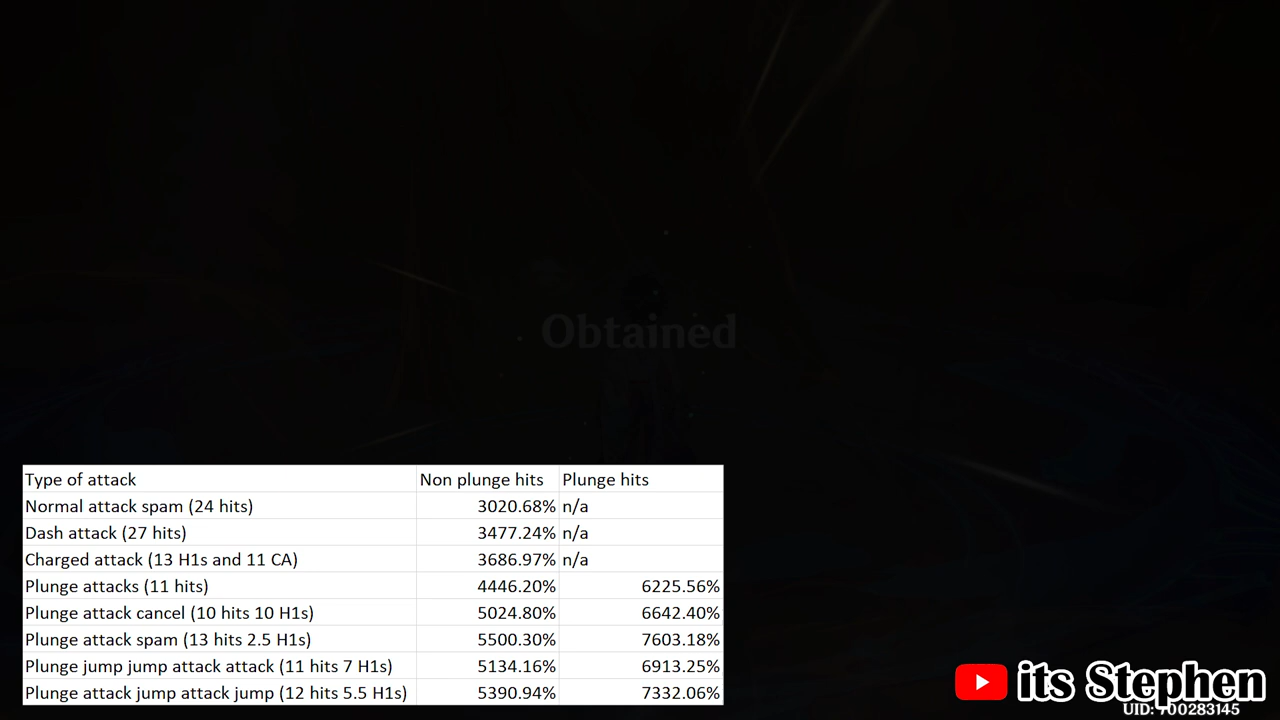 Obtained
Type of attack Non plunge hits Plunge hits
Normal attack spam (24 hits) 3020.68% n/a
Dash attack (27 hits) 3477.24% n/a
Charged attack (13 H1s and 11 CA) 3686.97% n/a
Plunge attacks (11 hits) 4446.20% 6225.56%
Plunge attack cancel (10 hits 10 H1s) 5024.80% 6642.40%
Plunge attack spam (13 hits 2.5 H1s) 5500.30% 7603.18%
Plunge jump jump attack attack (11 hits 7 H1s) 5134.16% 6913.25%
Plunge attack jump attack jump (12 hits 5.5 H1s) 5390.94% 7332.06%
its Stephen
UID: 700283145